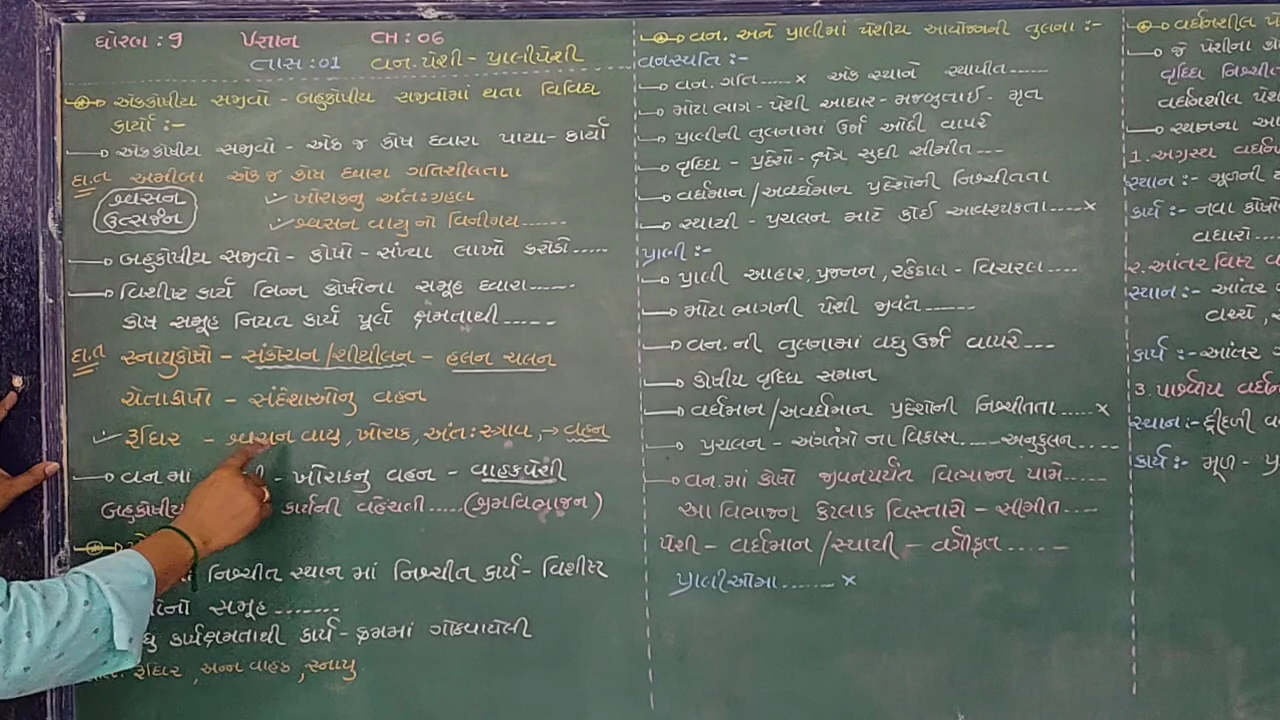 ધોરણ : 9 વિજ્ઞાન CH : 06
તાસ : 01 વન. પેશી - પ્રાણીપેશી
એકકોષીય સજીવો - બહુકોષીય સજીવોમાં થતા વિવિધ
કાર્યો :-
એકકોષીય સજીવો - એક જ કોષ દ્વારા પાયા - કાર્યો
દા.ત અમીબા એક જ કોષ દ્વારા ગતિશીલતા
શ્વસન
ઉત્સર્જન
ખોરાકનુ અંતઃગ્રહણ
શ્વસન વાયુ નો વિનીગય......
બહુકોષીય સજીવો - કોષો - સંખ્યા લાખો કરોડો.....
વિશીષ્ટ કાર્ય ભિન્ન કોષીના સમૂહ દ્વારા......
કોષ સમૂહ નિયત કાર્ય પૂર્ણ ક્ષમતાથી.....
દા.ત સ્નાયુકોષો - સંકોચન / શીથીલન - હલન ચલન
ચેતાકોષો - સંદેશાઓનુ વહન
રૂધિર - શ્વસન વાયુ, ખોરાક, અંતઃસ્ત્રાવ, → વહન
વન માં - ખોરાકનુ વહન - વાહકપેશી
બહુકોષીય કાર્યની વહેંચતી.....(શ્રમવિભાજન)
નિશ્ચીત સ્થાન માં નિશ્ચીત કાર્ય - વિશીષ્ટ
સમૂહ .......
કાર્યક્ષમતાથી કાર્ય - ક્રમમાં ગોઠવાયેલી
રૂધિર, અન્ન વાહક, સ્નાયુ
વન. અને પ્રાણીમાં પેશીય આયોજનની તુલના :-
વનસ્પતિ :-
વન. ગતિ.....× એક સ્થાને સ્થાપીત......
મોટા ભાગ - પેશી આધાર - મજબુતાઈ - મૃત
પ્રાણીની તુલનામાં ઉર્જા ઓછી વાપરે
વૃધ્ધિ - પ્રદેશો - ક્ષેત્ર સુધી સીમીત...
વર્ધમાન / અવર્ધમાન પ્રદેશોની નિશ્ચીતતા
સ્થાયી - પ્રચલન માટે કોઈ આવશ્યકતા....×
પ્રાણી :-
પ્રાણી આહાર, પ્રજનન, રહેઠાણ - વિચરણ....
મોટા ભાગની પેશી જીવંત......
વન. ની તુલનામાં વધુ ઉર્જા વાપરે...
કોષીય વૃધ્ધિ સમાન
વર્ધમાન / અવર્ધમાન પ્રદેશોની નિશ્ચીતતા.....×
પ્રચલન - અંગતંત્રો ના વિકાસ..... અનુકુલન....
વન. માં કોષો જીવનપર્યંત વિભાજન પામે.....
આ વિભાજન કેટલાક વિસ્તારો - સીમીત....
પેશી - વર્ધમાન / સ્થાયી - વર્ગીકૃત......
પ્રાણીઓમા.......×
વર્ધનશીલ
જે પેશીના
વૃધ્ધિ નિશ્ચીત
વર્ધનશીલ
સ્થાનના
1. અગ્રસ્થ
સ્થાન :- મૂળની
કાર્ય :- નવા
વધારો....
2. આંતર વિષ્ટ
સ્થાન :- આંતર
વચ્ચે,
કાર્ય :- આંતર
3. પાર્શ્વીય
સ્થાન :- દ્વીદળી
કાર્ય :- મૂળ -